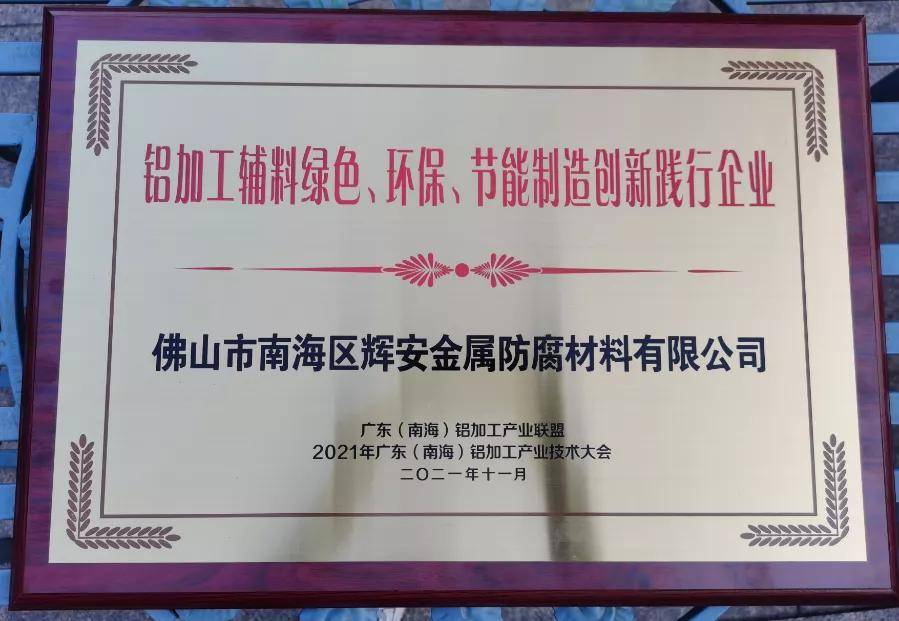 铝加工辅料绿色、环保、节能制造创新践行企业
佛山市南海区辉安金属防腐材料有限公司
广东（南海）铝加工产业联盟
2021年广东（南海）铝加工产业技术大会
二〇二一年十一月